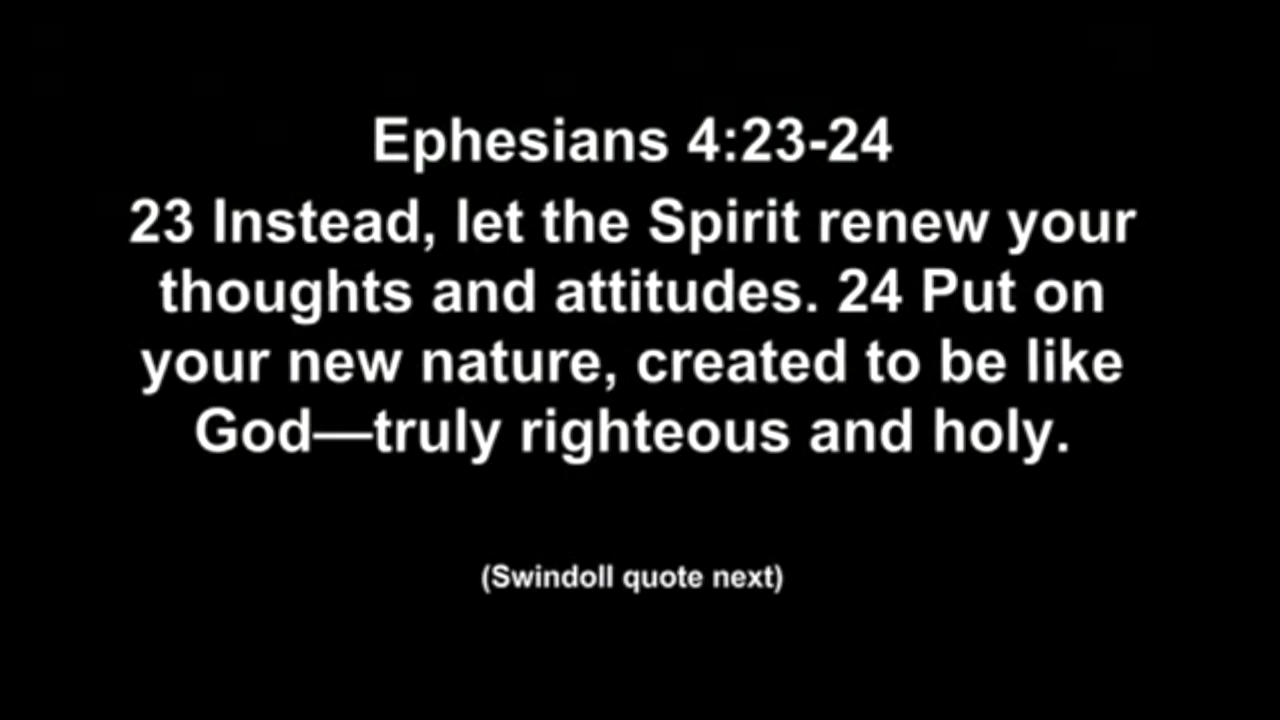 Ephesians 4:23-24
23 Instead, let the Spirit renew your
thoughts and attitudes. 24 Put on
your new nature, created to be like
God—truly righteous and holy.
(Swindoll quote next)